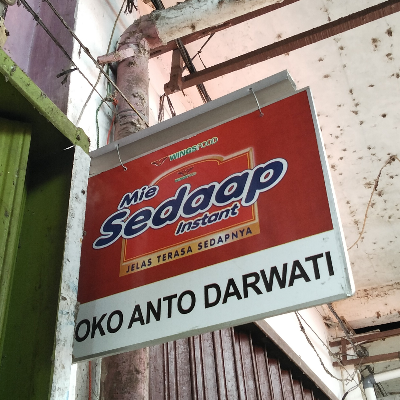 WINGS FOOD
Mie
Sedaap
Instant
JELAS TERASA SEDAPNYA
OKO ANTO DARWATI